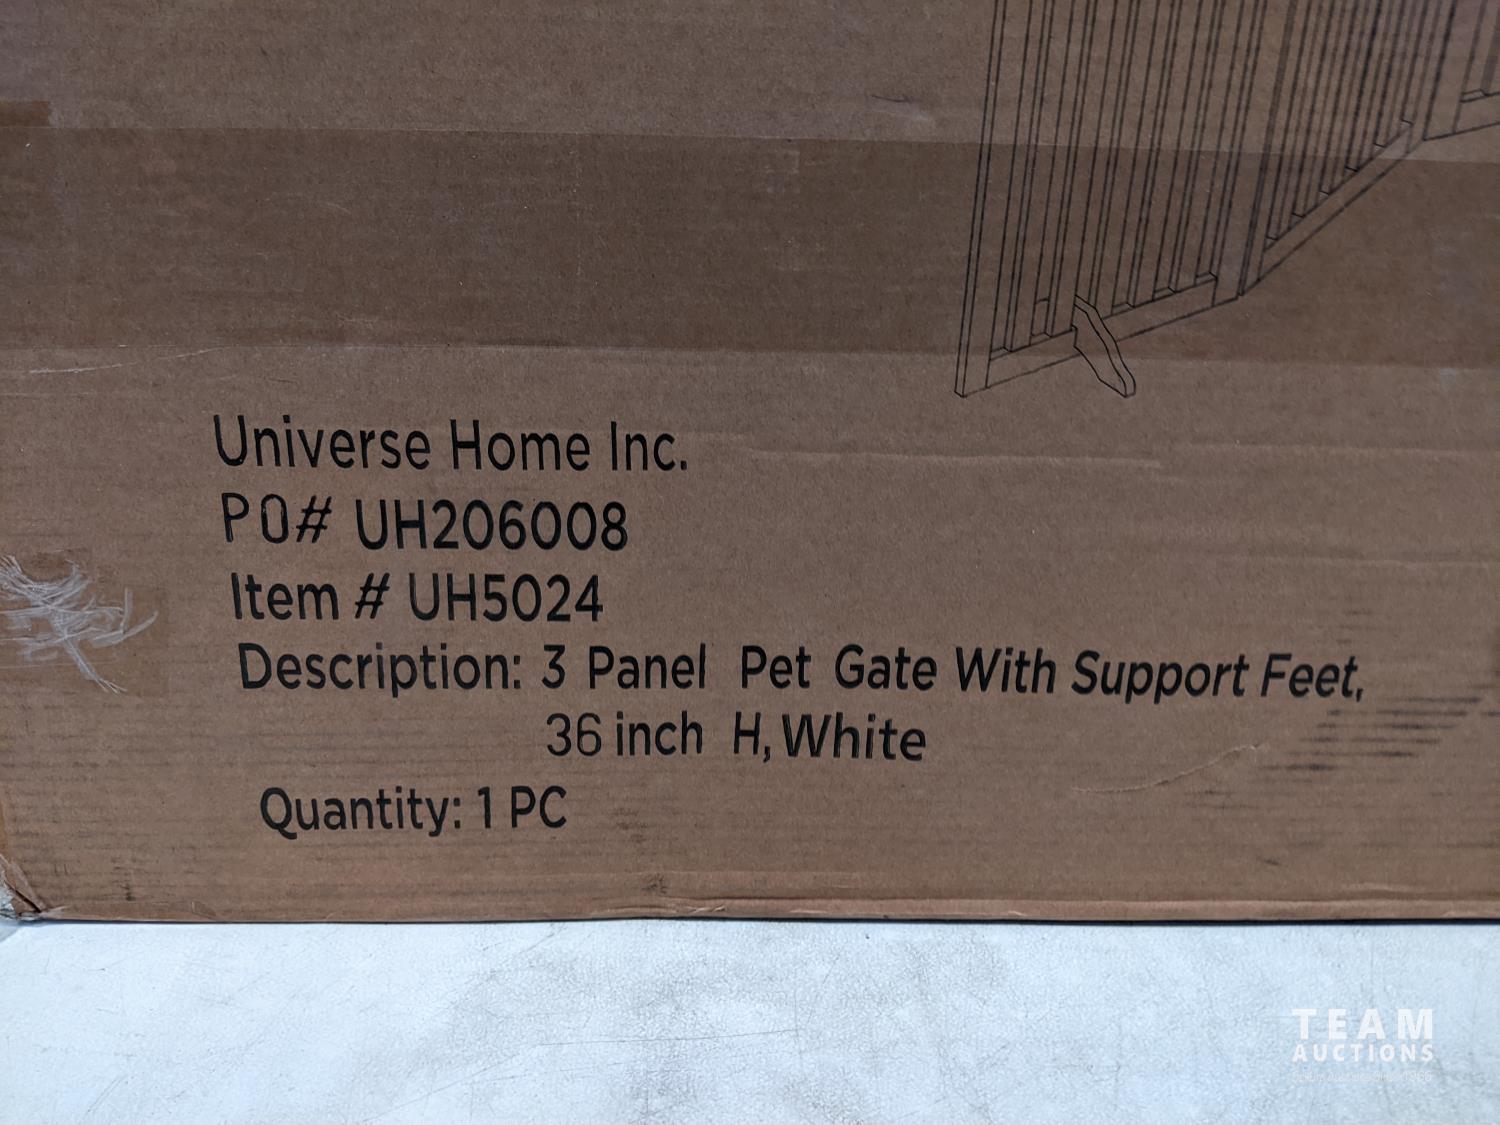 Universe Home Inc.
PO# UH206008
Item # UH5024
Description: 3 Panel Pet Gate With Support Feet,
36 inch H, White
Quantity: 1 PC
TEAM
AUCTIONS